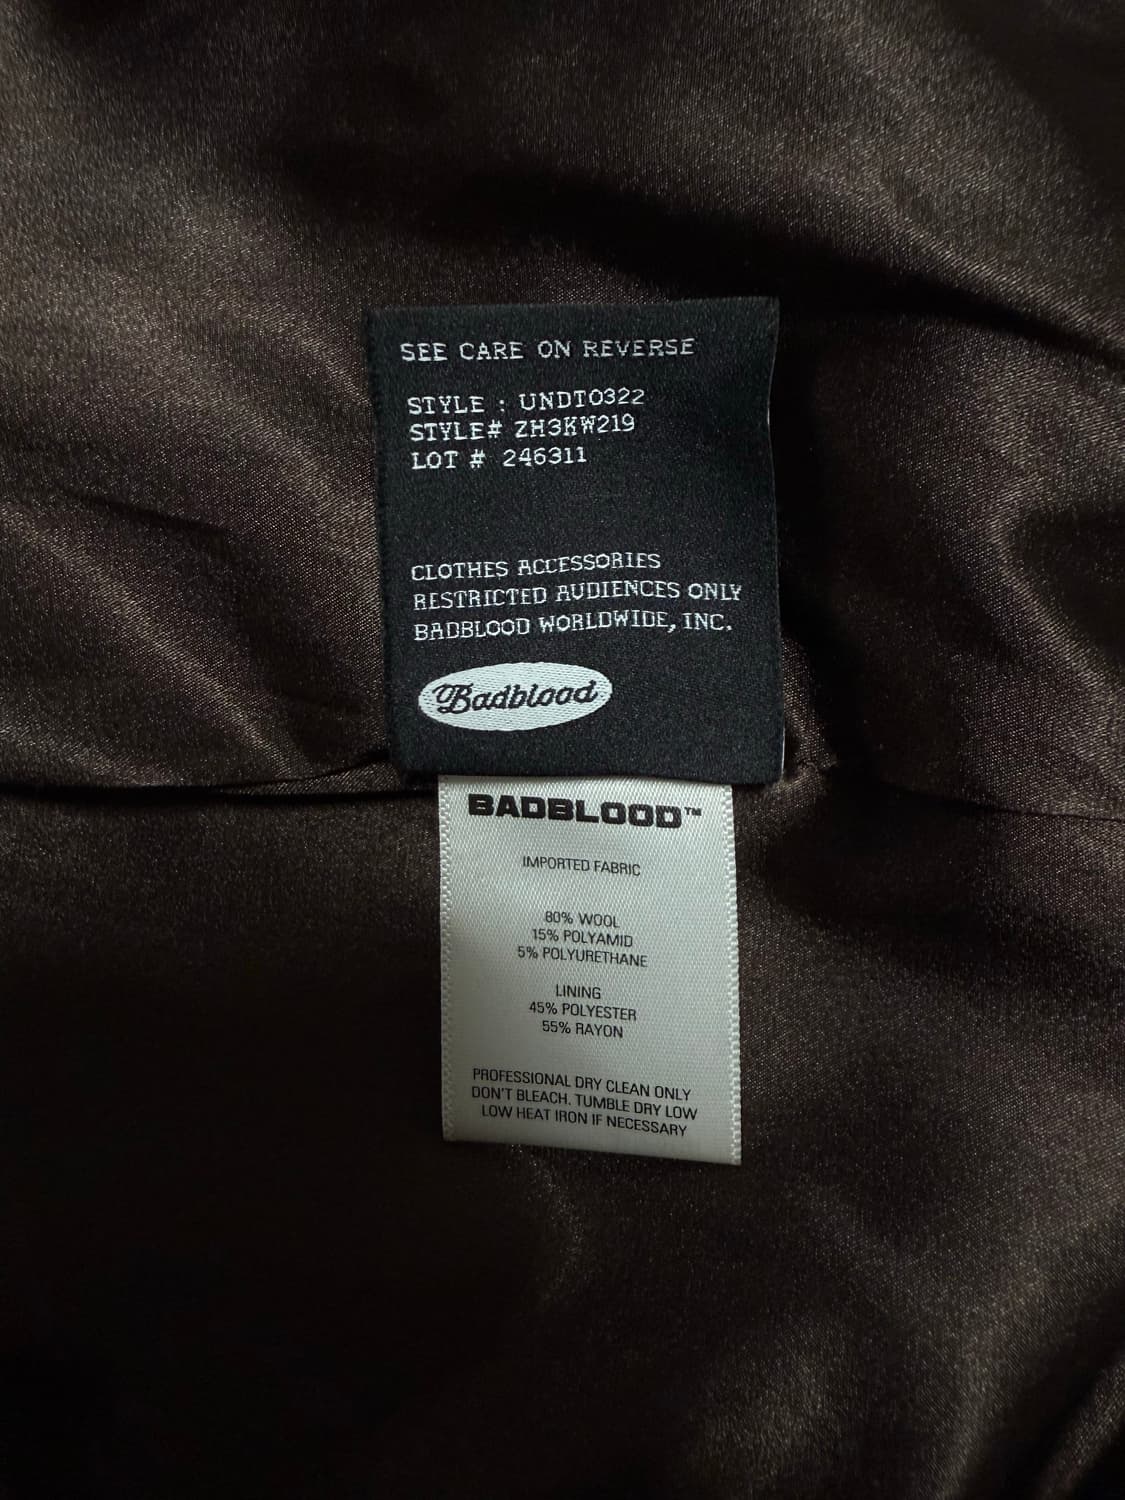 SEE CARE ON REVERSE
STYLE : UNDTO322
STYLE# ZH3KW219
LOT # 246311
CLOTHES ACCESSORIES
RESTRICTED AUDIENCES ONLY
BADBLOOD WORLDWIDE, INC.
Badblood
BADBLOOD™
IMPORTED FABRIC
80% WOOL
15% POLYAMID
5% POLYURETHANE
LINING
45% POLYESTER
55% RAYON
PROFESSIONAL DRY CLEAN ONLY
DON'T BLEACH. TUMBLE DRY LOW
LOW HEAT IRON IF NECESSARY